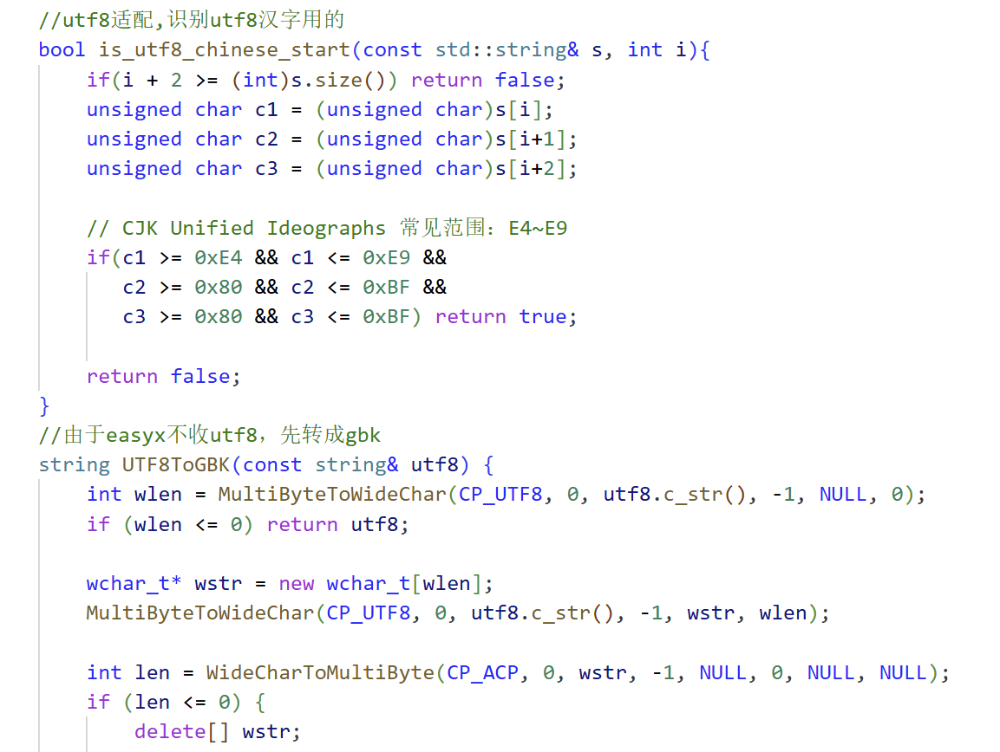 //utf8适配,识别utf8汉字用的
bool is_utf8_chinese_start(const std::string& s, int i){
    if(i + 2 >= (int)s.size()) return false;
    unsigned char c1 = (unsigned char)s[i];
    unsigned char c2 = (unsigned char)s[i+1];
    unsigned char c3 = (unsigned char)s[i+2];

    // CJK Unified Ideographs 常见范围：E4~E9
    if(c1 >= 0xE4 && c1 <= 0xE9 &&
       c2 >= 0x80 && c2 <= 0xBF &&
       c3 >= 0x80 && c3 <= 0xBF) return true;

    return false;
}
//由于easyx不收utf8，先转成gbk
string UTF8ToGBK(const string& utf8) {
    int wlen = MultiByteToWideChar(CP_UTF8, 0, utf8.c_str(), -1, NULL, 0);
    if (wlen <= 0) return utf8;

    wchar_t* wstr = new wchar_t[wlen];
    MultiByteToWideChar(CP_UTF8, 0, utf8.c_str(), -1, wstr, wlen);

    int len = WideCharToMultiByte(CP_ACP, 0, wstr, -1, NULL, 0, NULL, NULL);
    if (len <= 0) {
        delete[] wstr;